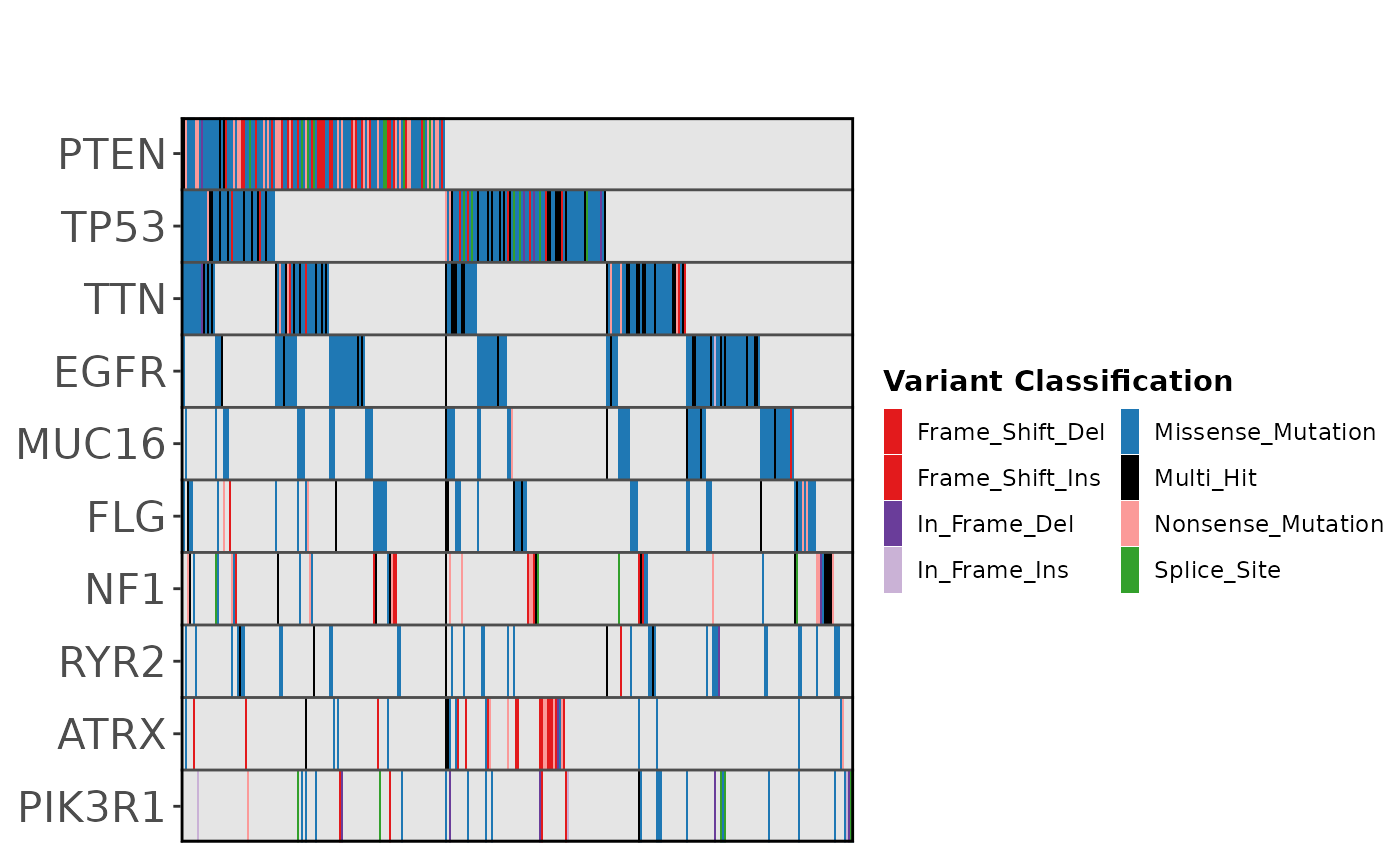 PTEN
TP53
TTN
EGFR
MUC16
FLG
NF1
RYR2
ATRX
PIK3R1
Variant Classification
Frame_Shift_Del
Missense_Mutation
Frame_Shift_Ins
Multi_Hit
In_Frame_Del
Nonsense_Mutation
In_Frame_Ins
Splice_Site